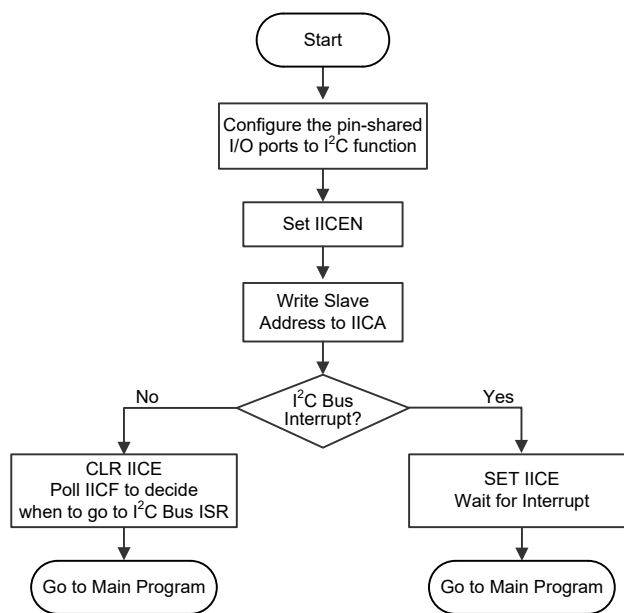 Start
Configure the pin-shared
I/O ports to I²C function
Set IICEN
Write Slave
Address to IICA
I²C Bus
Interrupt?
No
Yes
CLR IICE
Poll IICF to decide
when to go to I²C Bus ISR
SET IICE
Wait for Interrupt
Go to Main Program
Go to Main Program